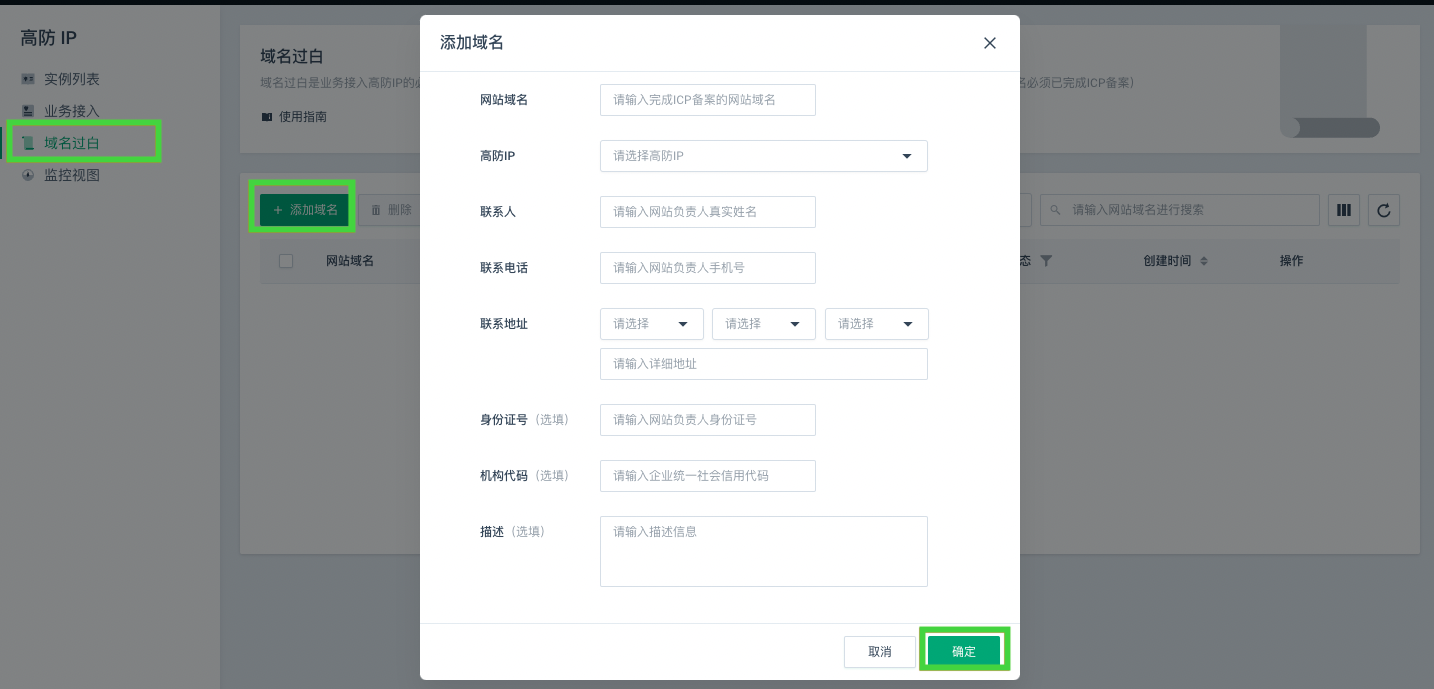 高防 IP
实例列表
业务接入
域名过白
监控视图
域名过白
域名过白是业务接入高防IP的
名必须已完成ICP备案）
使用指南
+ 添加域名
删除
请输入网站域名进行搜索
网站域名
态
创建时间
操作
添加域名
网站域名
请输入完成ICP备案的网站域名
高防IP
请选择高防IP
联系人
请输入网站负责人真实姓名
联系电话
请输入网站负责人手机号
联系地址
请选择
请选择
请选择
请输入详细地址
身份证号（选填）
请输入网站负责人身份证号
机构代码（选填）
请输入企业统一社会信用代码
描述（选填）
请输入描述信息
取消
确定